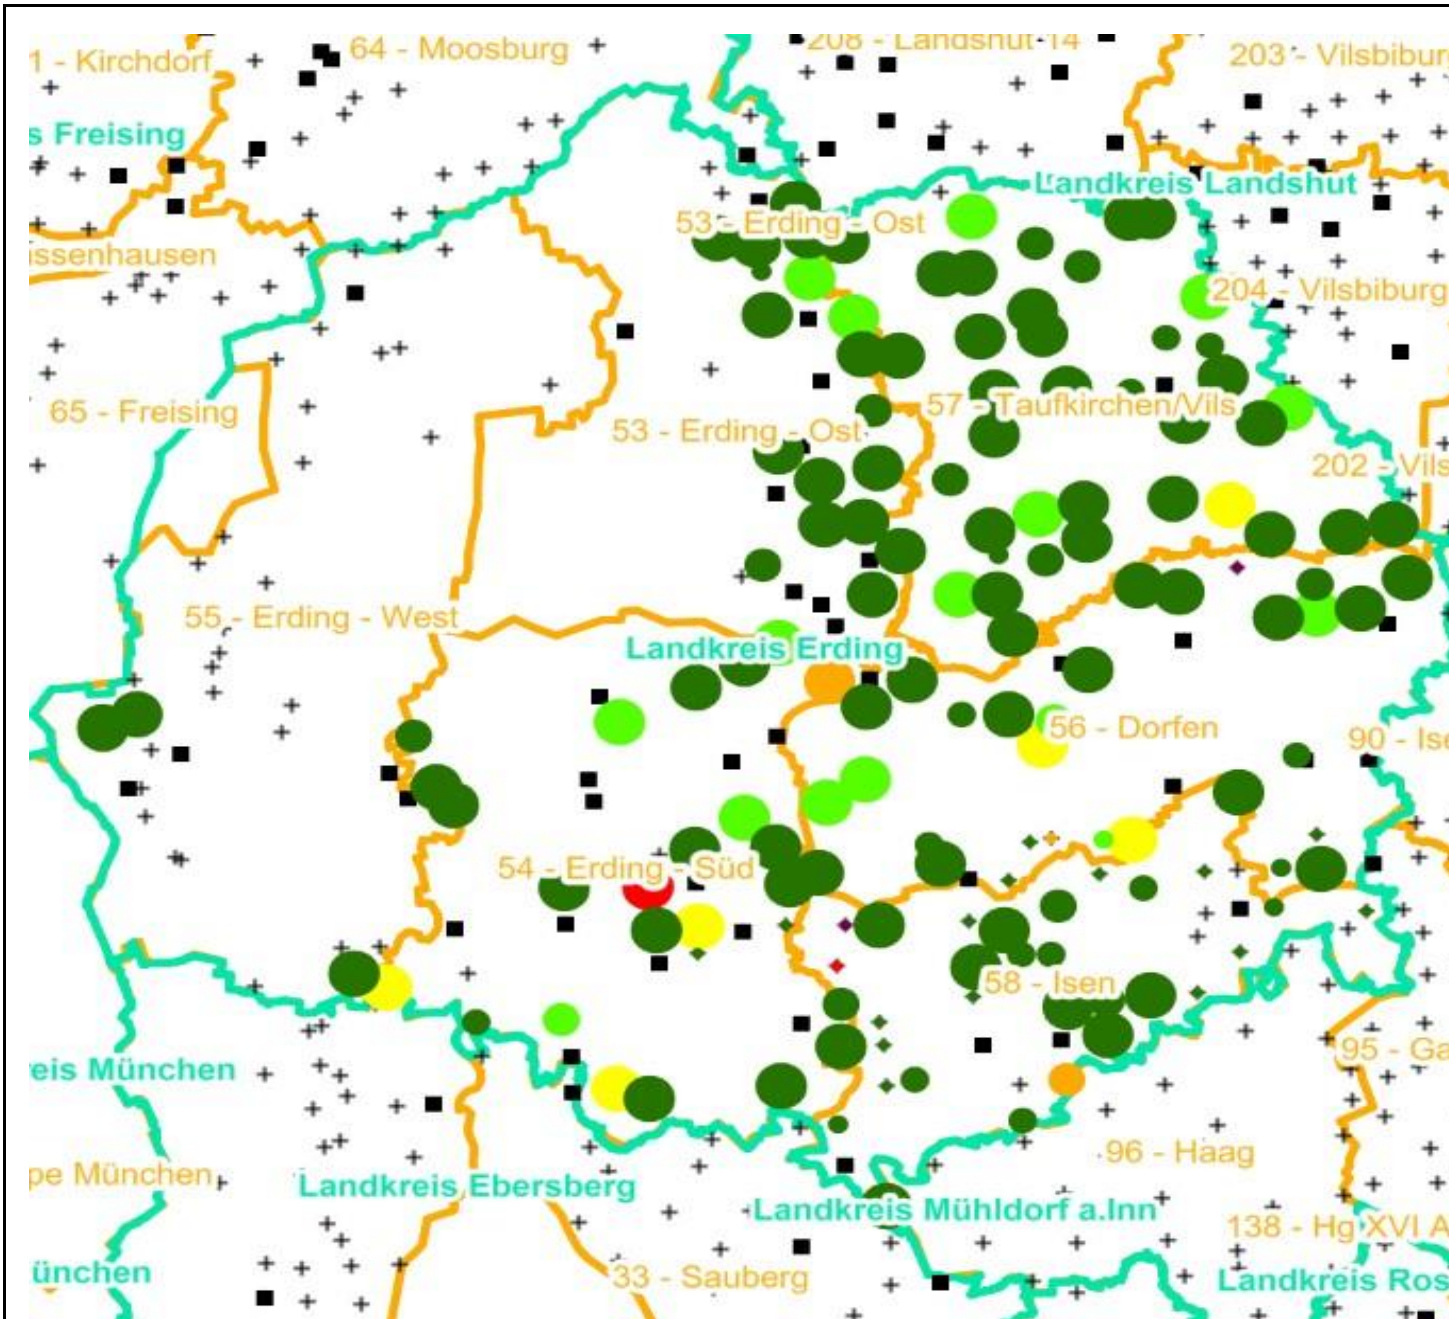 208 - Landshut 14
64 - Moosburg
203 - Vilsbiburg
1 - Kirchdorf
s Freising
Landkreis Landshut
53 - Erding - Ost
issenhausen
204 - Vilsbiburg
57 - Taufkirchen/Vils
65 - Freising
53 - Erding - Ost
202 - Vils
55 - Erding - West
Landkreis Erding
56 - Dorfen
90 - Ise
54 - Erding - Süd
58 - Isen
95 - Ga
eis München
96 - Haag
pe München
Landkreis Ebersberg
Landkreis Mühldorf a.Inn
138 - Hg XVI A
ünchen
33 - Sauberg
Landkreis Ros